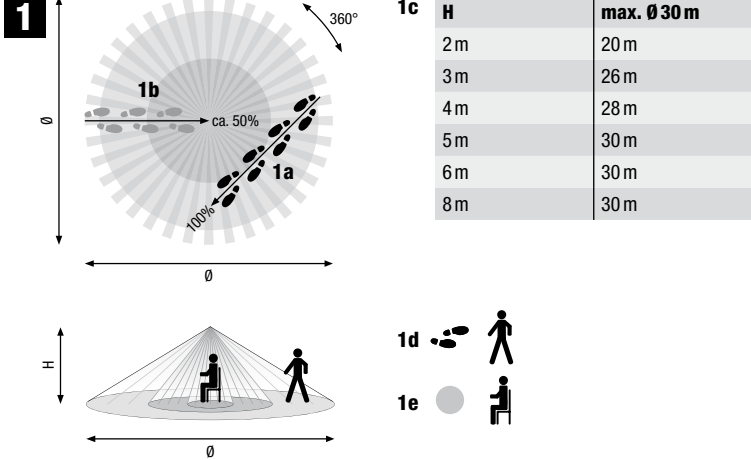 1
360°
1b
ca. 50%
Ø
1a
100%
Ø
1c
H max. Ø 30 m
2 m 20 m
3 m 26 m
4 m 28 m
5 m 30 m
6 m 30 m
8 m 30 m
H
Ø
1d
1e